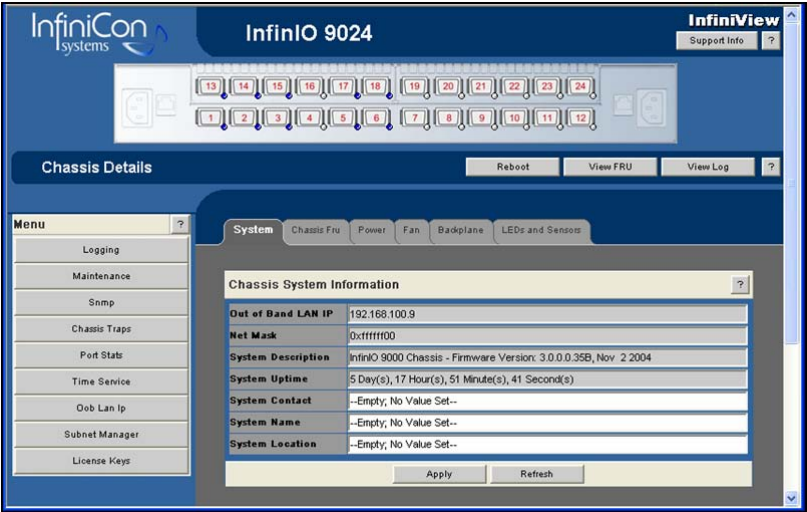 InfiniCon
systems
InfinIO 9024
InfiniView
Support Info ?
13 14 15 16 17 18 19 20 21 22 23 24
1 2 3 4 5 6 7 8 9 10 11 12
Chassis Details
Reboot View FRU View Log ?
Menu ?
Logging
Maintenance
Snmp
Chassis Traps
Port Stats
Time Service
Oob Lan Ip
Subnet Manager
License Keys
System Chassis Fru Power Fan Backplane LEDs and Sensors
Chassis System Information ?
Out of Band LAN IP 192.168.100.9
Net Mask 0xffffff00
System Description InfinIO 9000 Chassis - Firmware Version: 3.0.0.0.35B, Nov 2 2004
System Uptime 5 Day(s), 17 Hour(s), 51 Minute(s), 41 Second(s)
System Contact --Empty; No Value Set--
System Name --Empty; No Value Set--
System Location --Empty; No Value Set--
Apply Refresh